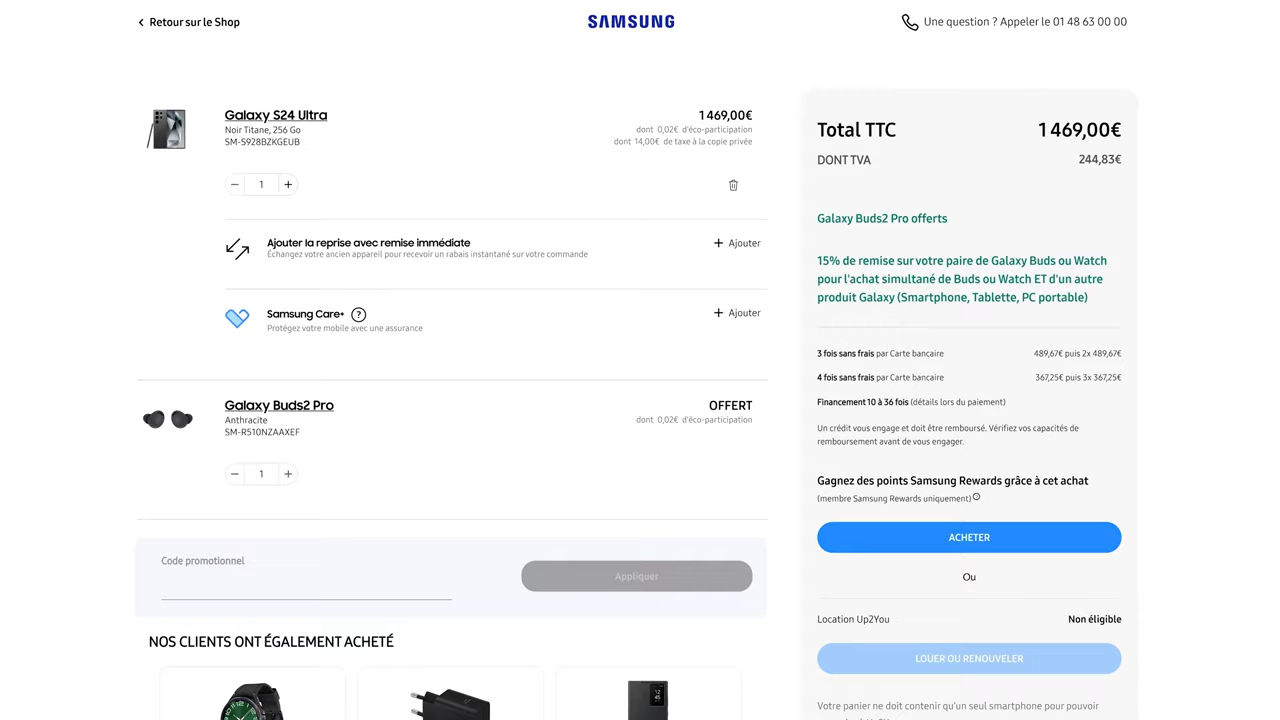 Retour sur le Shop
SAMSUNG
Une question ? Appeler le 01 48 63 00 00
Galaxy S24 Ultra
Noir Titane, 256 Go
SM-S928BZKGEUB
1 469,00€
dont 0,02€ d'éco-participation
dont 14,00€ de taxe à la copie privée
1
Ajouter la reprise avec remise immédiate
Échangez votre ancien appareil pour recevoir un rabais instantané sur votre commande
Ajouter
Samsung Care+
Protégez votre mobile avec une assurance
Ajouter
Galaxy Buds2 Pro
Anthracite
SM-R510NZAAXEF
OFFERT
dont 0,02€ d'éco-participation
1
Code promotionnel
Appliquer
NOS CLIENTS ONT ÉGALEMENT ACHETÉ
Total TTC 1 469,00€
DONT TVA 244,83€
Galaxy Buds2 Pro offerts
15% de remise sur votre paire de Galaxy Buds ou Watch
pour l'achat simultané de Buds ou Watch ET d'un autre
produit Galaxy (Smartphone, Tablette, PC portable)
3 fois sans frais par Carte bancaire 489,67€ puis 2x 489,67€
4 fois sans frais par Carte bancaire 367,25€ puis 3x 367,25€
Financement 10 à 36 fois (détails lors du paiement)
Un crédit vous engage et doit être remboursé. Vérifiez vos capacités de
remboursement avant de vous engager.
Gagnez des points Samsung Rewards grâce à cet achat
(membre Samsung Rewards uniquement)
ACHETER
Ou
Location Up2You Non éligible
LOUER OU RENOUVELER
Votre panier ne doit contenir qu'un seul smartphone pour pouvoir